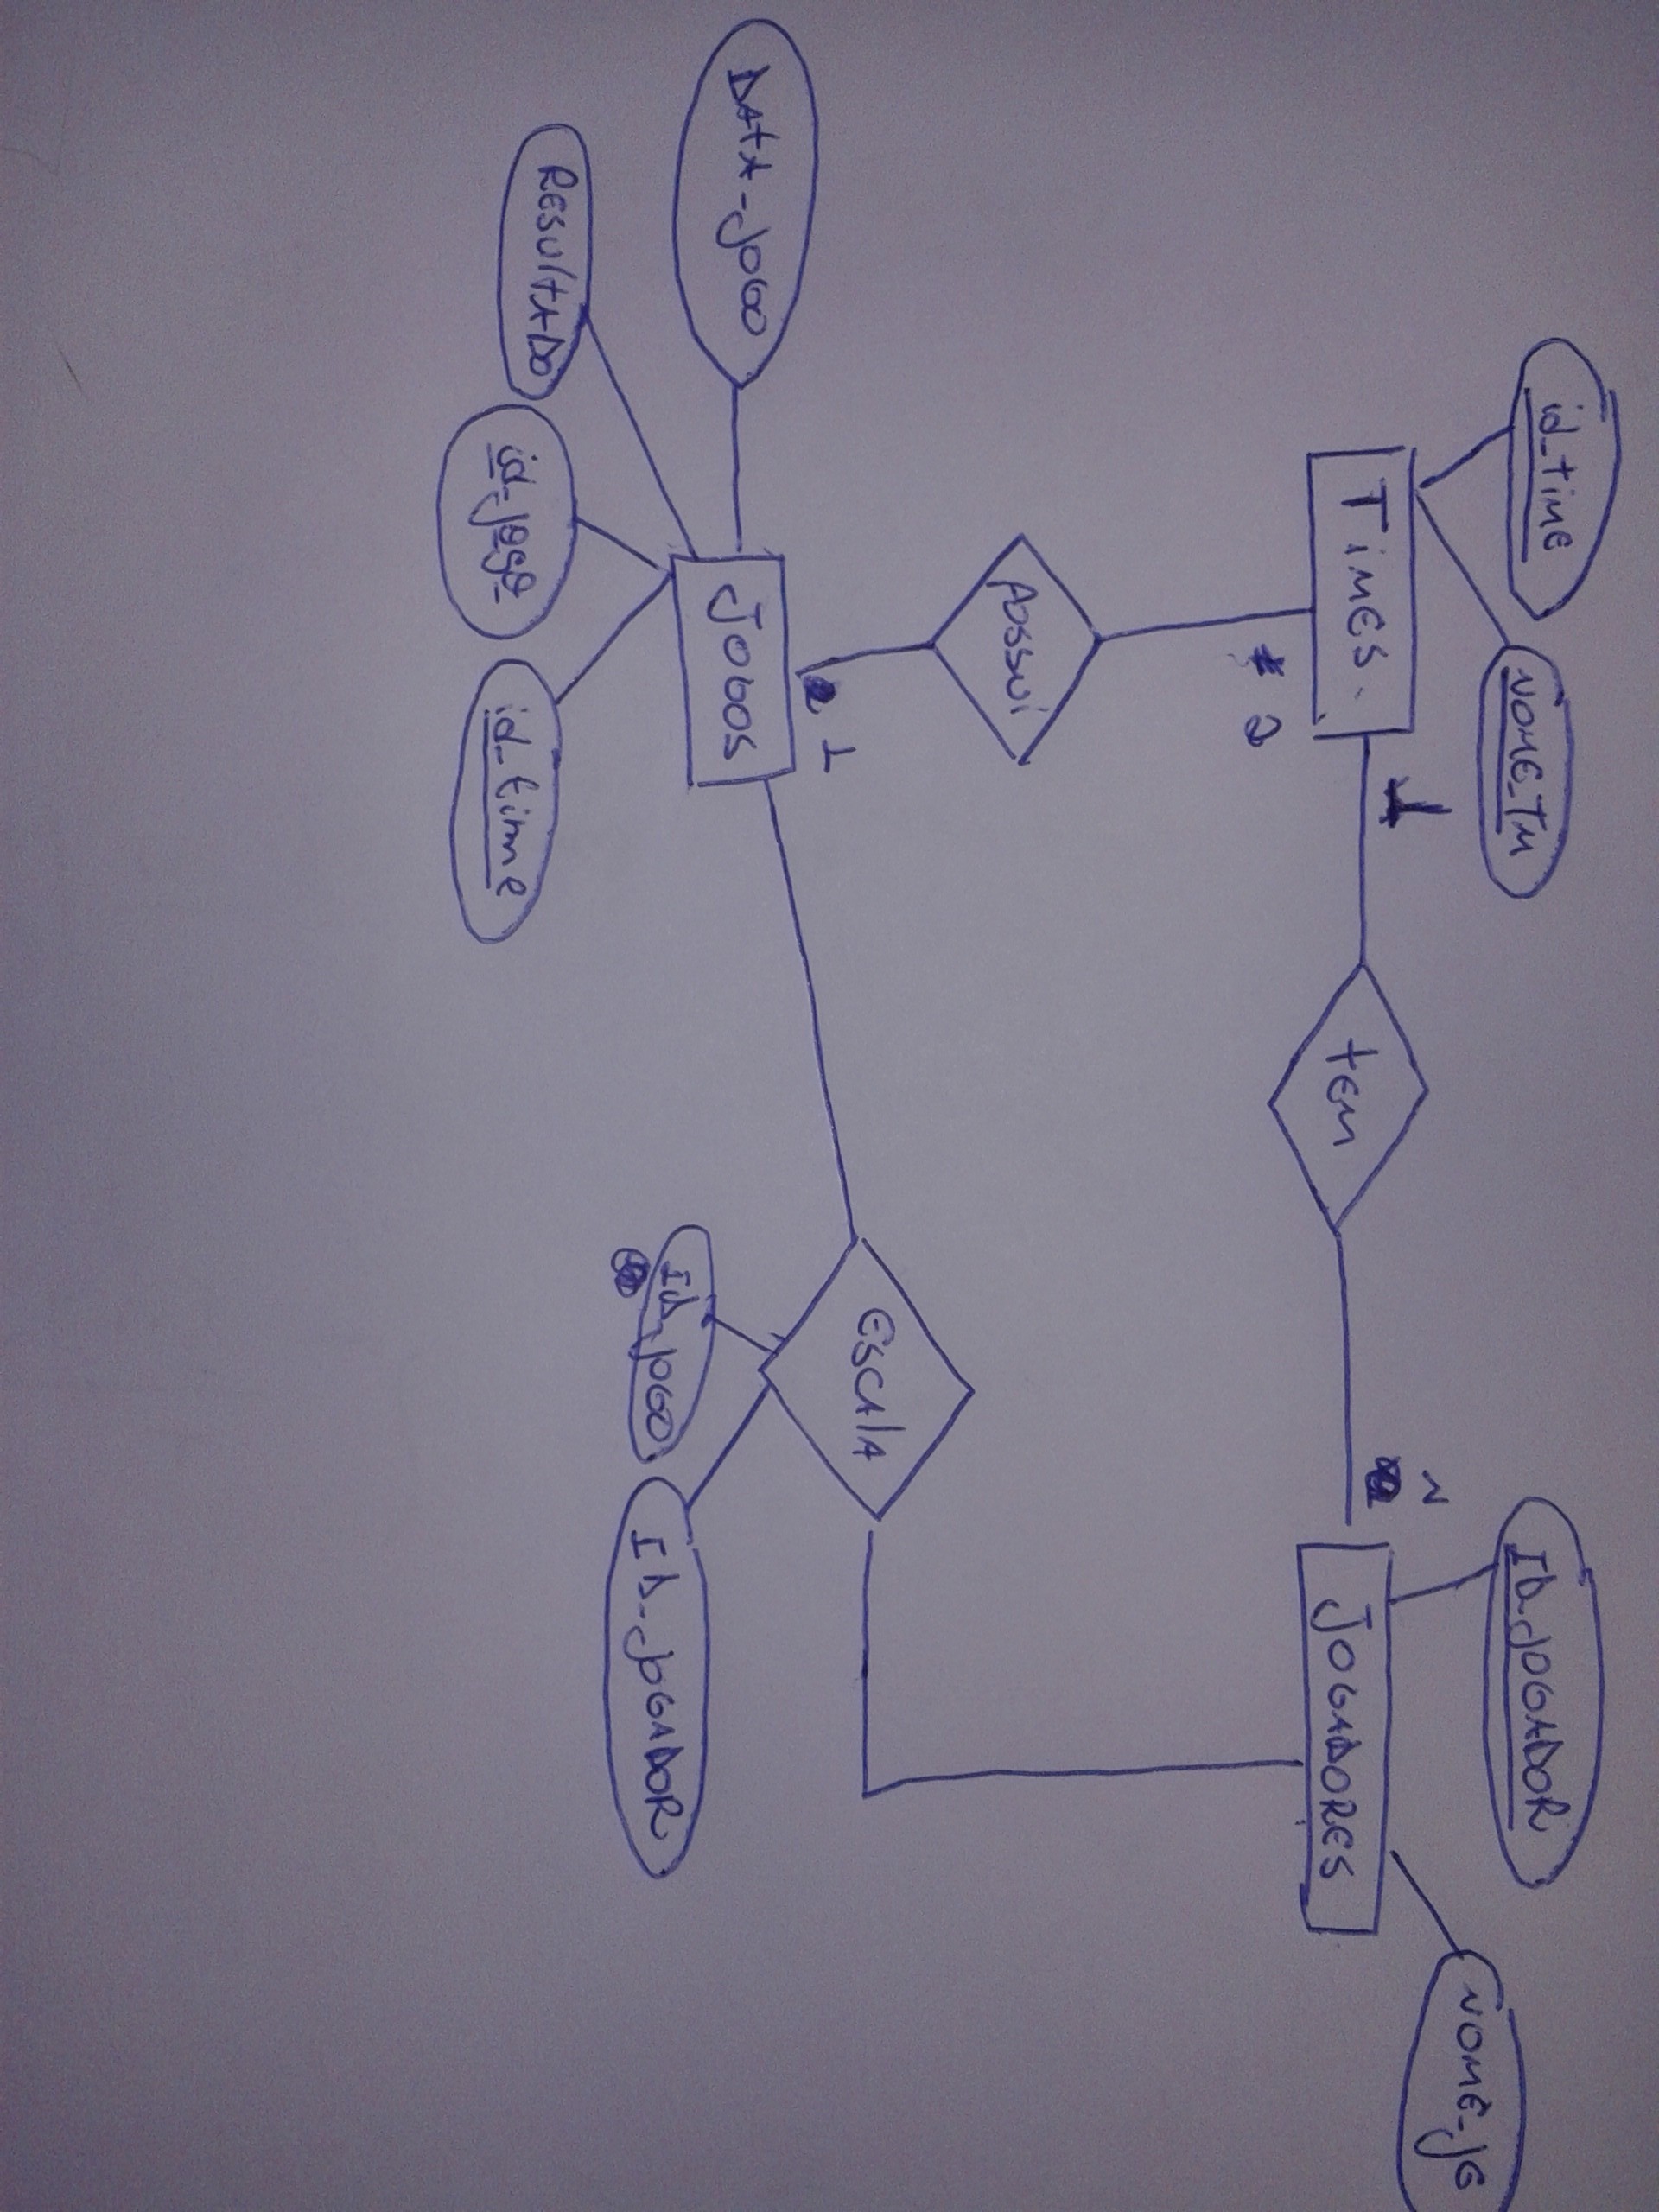 id_time
NOME_TM
Times.
1
tem
N
ID_JOGADOR
JOGADORES
NOME_JG
2
Possui
1
DATA-JOGO
JOGOS
Resultado
id_jogo
id_time
Escala
ID_JOGO
ID_JOGADOR